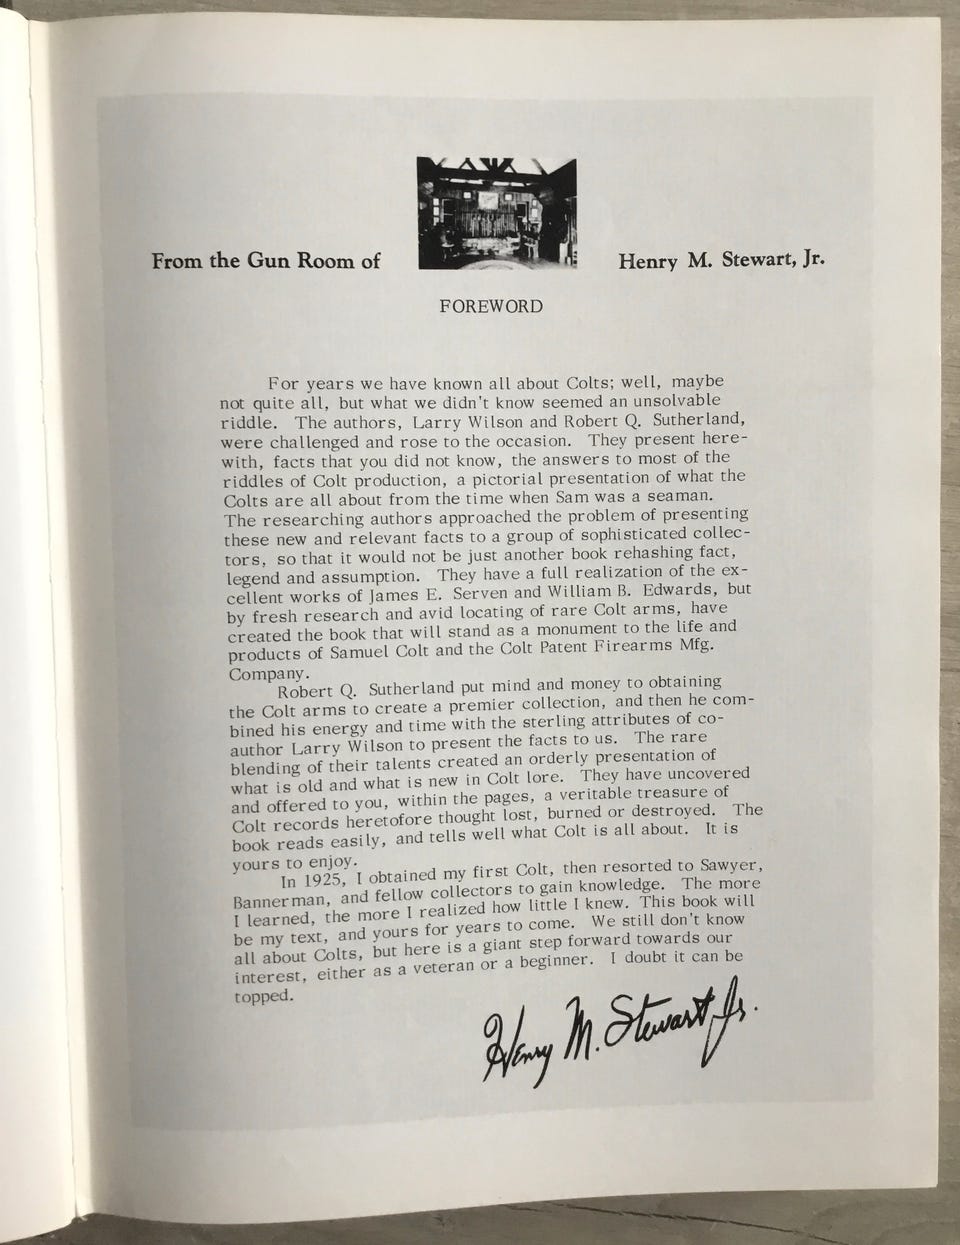 From the Gun Room of Henry M. Stewart, Jr.
FOREWORD
For years we have known all about Colts; well, maybe
not quite all, but what we didn't know seemed an unsolvable
riddle. The authors, Larry Wilson and Robert Q. Sutherland,
were challenged and rose to the occasion. They present here-
with, facts that you did not know, the answers to most of the
riddles of Colt production, a pictorial presentation of what the
Colts are all about from the time when Sam was a seaman.
The researching authors approached the problem of presenting
these new and relevant facts to a group of sophisticated collec-
tors, so that it would not be just another book rehashing fact,
legend and assumption. They have a full realization of the ex-
cellent works of James E. Serven and William B. Edwards, but
by fresh research and avid locating of rare Colt arms, have
created the book that will stand as a monument to the life and
products of Samuel Colt and the Colt Patent Firearms Mfg.
Company.
Robert Q. Sutherland put mind and money to obtaining
the Colt arms to create a premier collection, and then he com-
bined his energy and time with the sterling attributes of co-
author Larry Wilson to present the facts to us. The rare
blending of their talents created an orderly presentation of
what is old and what is new in Colt lore. They have uncovered
and offered to you, within the pages, a veritable treasure of
Colt records heretofore thought lost, burned or destroyed. The
book reads easily, and tells well what Colt is all about. It is
yours to enjoy.
In 1925, I obtained my first Colt, then resorted to Sawyer,
Bannerman, and fellow collectors to gain knowledge. The more
I learned, the more I realized how little I knew. This book will
be my text, and yours for years to come. We still don't know
all about Colts, but here is a giant step forward towards our
interest, either as a veteran or a beginner. I doubt it can be
topped.
Henry M. Stewart, Jr.